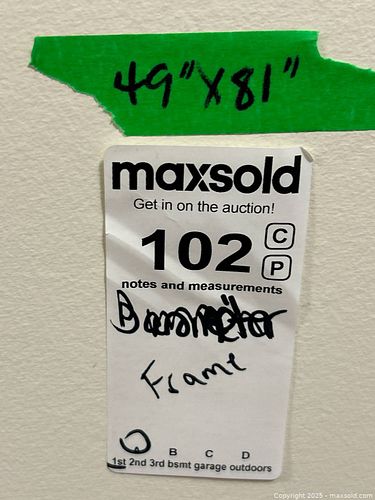 49" X 81"
maxsold
Get in on the auction!
102 C
P
notes and measurements
Frame
B C D
1st 2nd 3rd bsmt garage outdoors
Copyright 2025 - maxsold.com